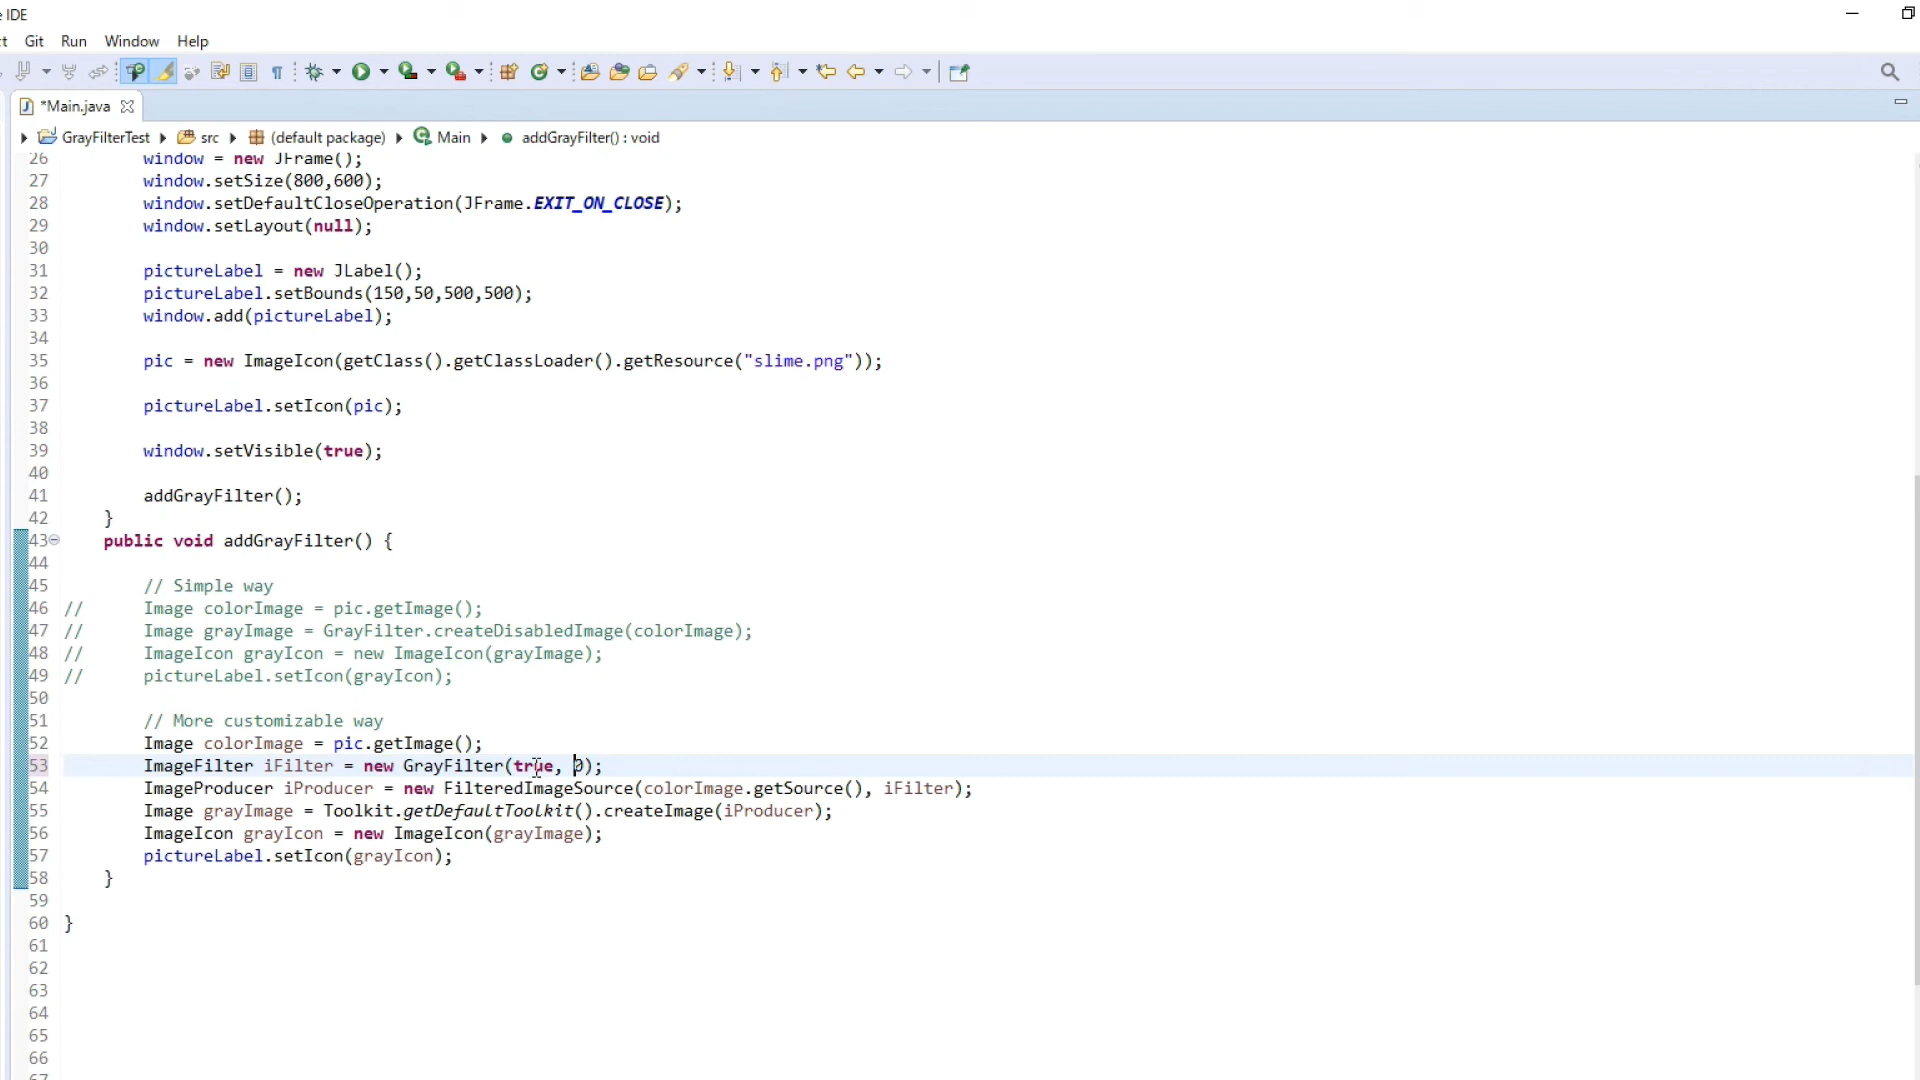 e IDE
ct Git Run Window Help
*Main.java
GrayFilterTest src (default package) Main addGrayFilter() : void
26 window = new JFrame();
27 window.setSize(800,600);
28 window.setDefaultCloseOperation(JFrame.EXIT_ON_CLOSE);
29 window.setLayout(null);
30
31 pictureLabel = new JLabel();
32 pictureLabel.setBounds(150,50,500,500);
33 window.add(pictureLabel);
34
35 pic = new ImageIcon(getClass().getClassLoader().getResource("slime.png"));
36
37 pictureLabel.setIcon(pic);
38
39 window.setVisible(true);
40
41 addGrayFilter();
42 }
43 public void addGrayFilter() {
44
45 // Simple way
46 // Image colorImage = pic.getImage();
47 // Image grayImage = GrayFilter.createDisabledImage(colorImage);
48 // ImageIcon grayIcon = new ImageIcon(grayImage);
49 // pictureLabel.setIcon(grayIcon);
50
51 // More customizable way
52 Image colorImage = pic.getImage();
53 ImageFilter iFilter = new GrayFilter(true, 0);
54 ImageProducer iProducer = new FilteredImageSource(colorImage.getSource(), iFilter);
55 Image grayImage = Toolkit.getDefaultToolkit().createImage(iProducer);
56 ImageIcon grayIcon = new ImageIcon(grayImage);
57 pictureLabel.setIcon(grayIcon);
58 }
59
60 }
61
62
63
64
65
66
67